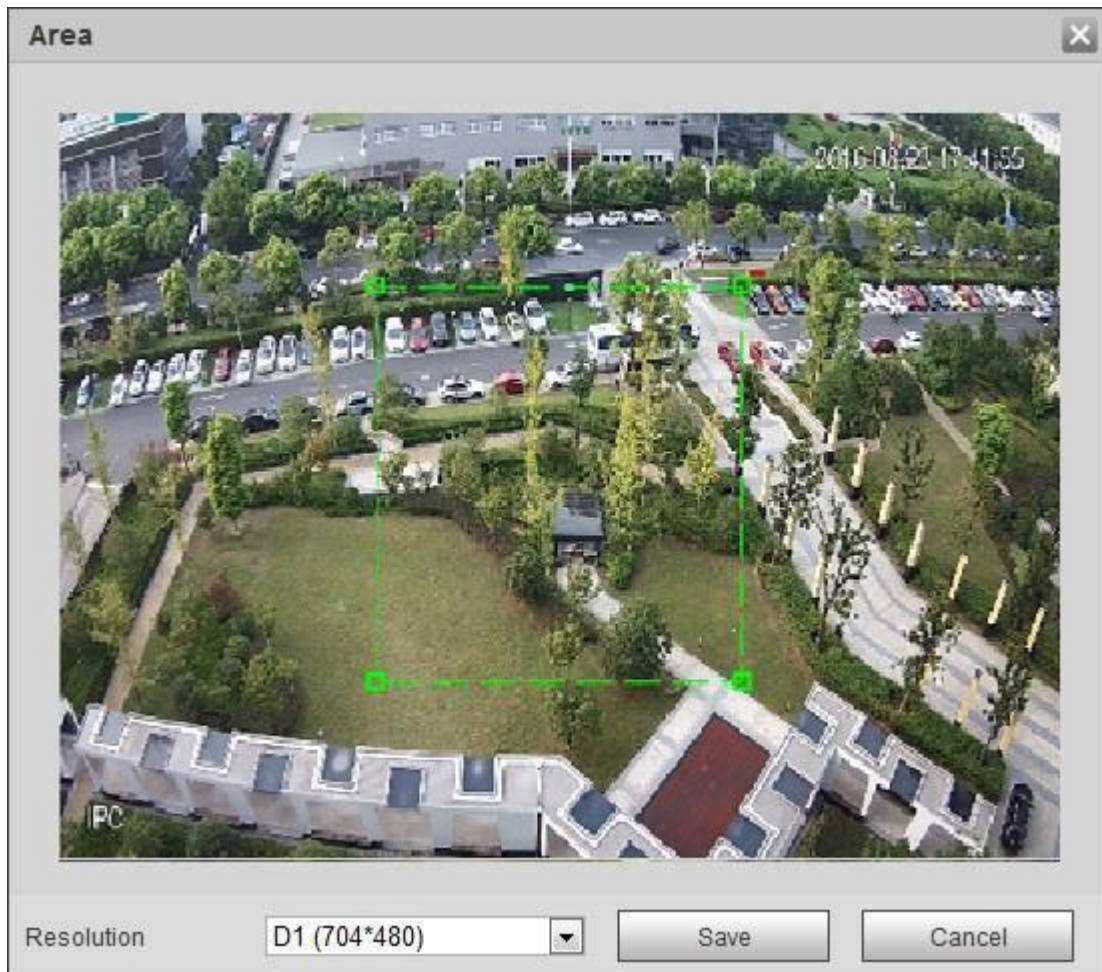 Area
2016-08-23 17:41:55
IPC
Resolution
D1 (704*480)
Save
Cancel